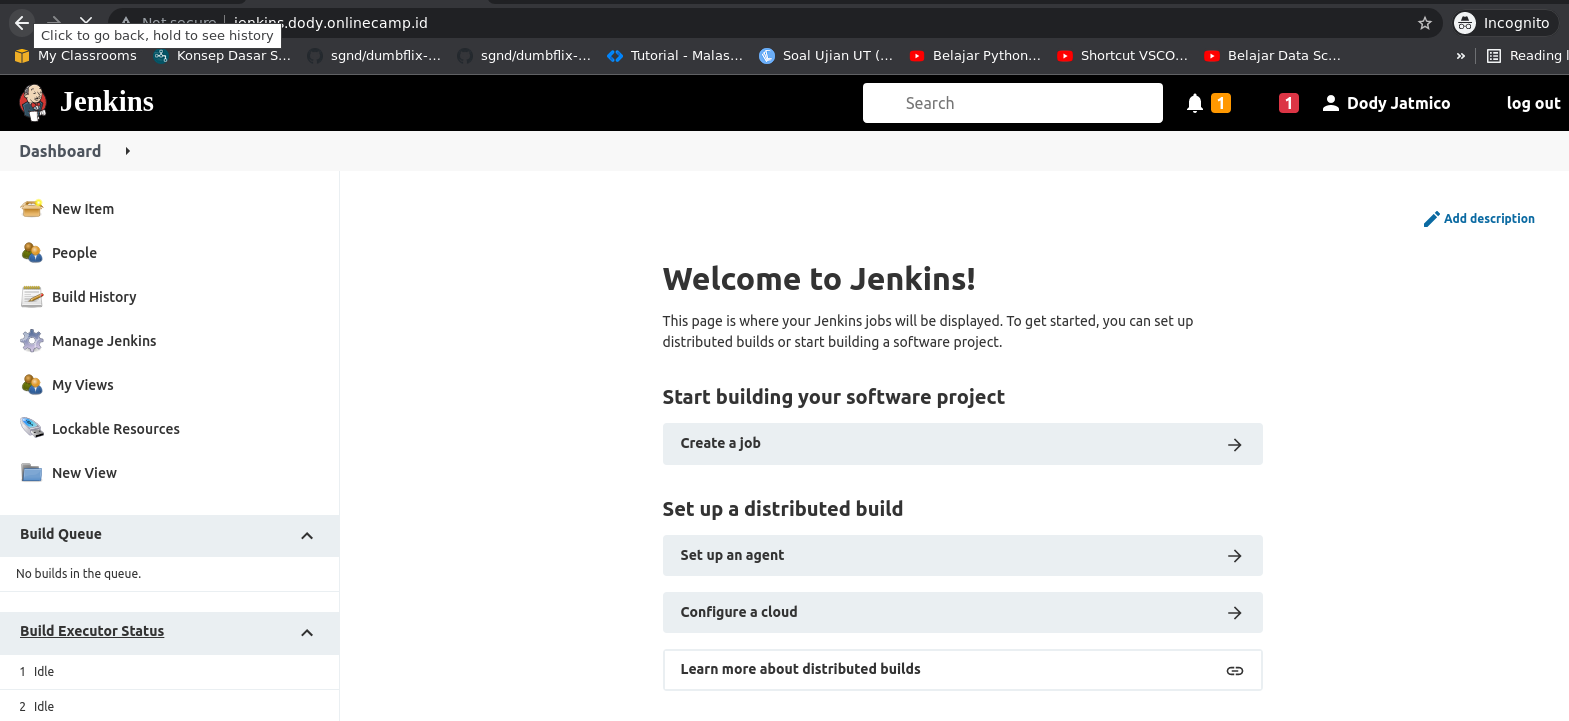 Not secure | jenkins.dody.onlinecamp.id
Incognito
Click to go back, hold to see history
My Classrooms Konsep Dasar S... sgnd/dumbflix-... sgnd/dumbflix-... Tutorial - Malas... Soal Ujian UT (... Belajar Python... Shortcut VSCO... Belajar Data Sc... » Reading
Jenkins
Search
1
1
Dody Jatmico
log out
Dashboard
New Item
People
Build History
Manage Jenkins
My Views
Lockable Resources
New View
Build Queue
No builds in the queue.
Build Executor Status
1 Idle
2 Idle
Add description
Welcome to Jenkins!
This page is where your Jenkins jobs will be displayed. To get started, you can set up
distributed builds or start building a software project.
Start building your software project
Create a job
Set up a distributed build
Set up an agent
Configure a cloud
Learn more about distributed builds